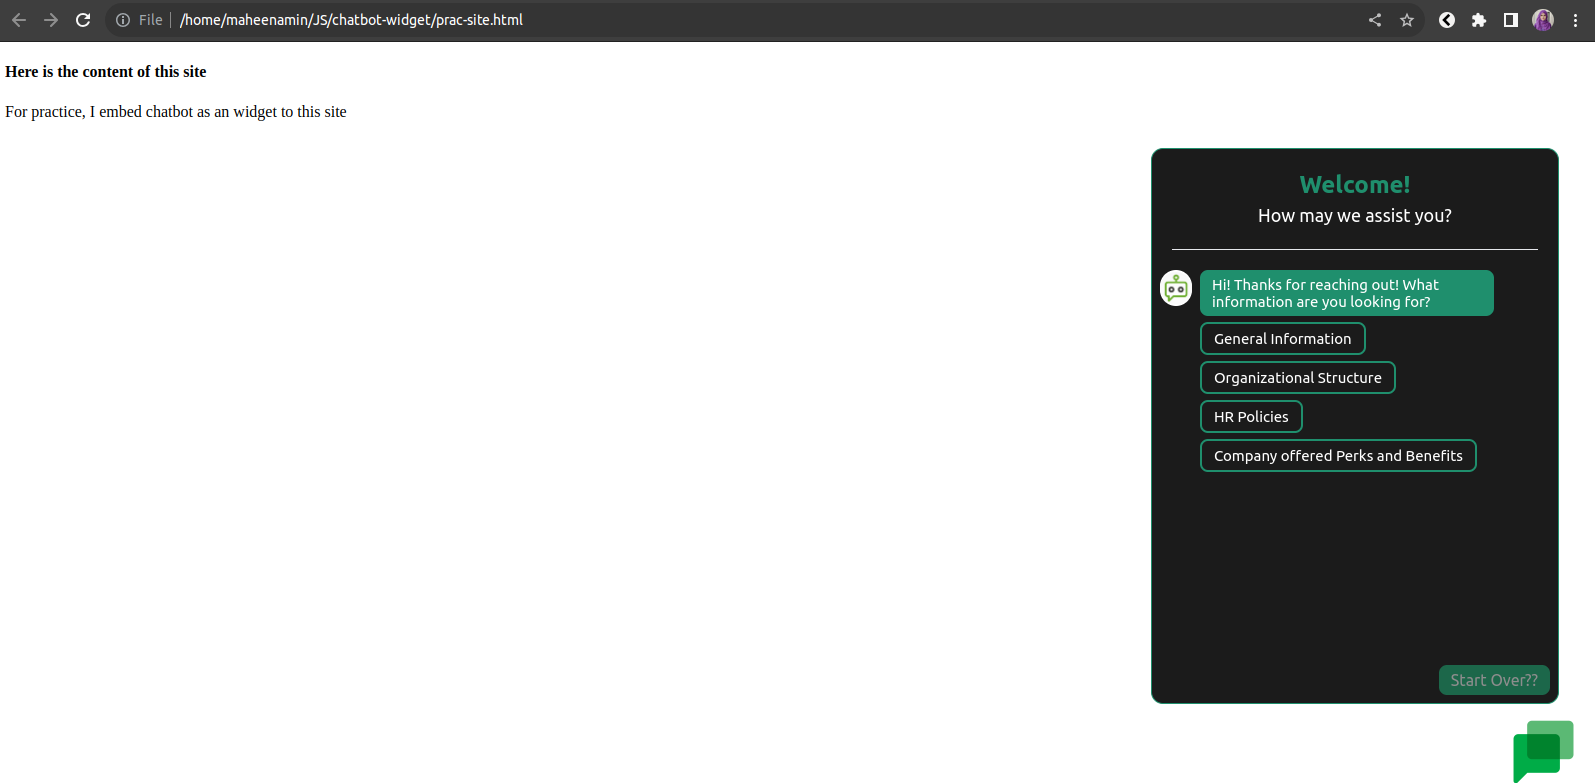 File
/home/maheenamin/JS/chatbot-widget/prac-site.html
Here is the content of this site
For practice, I embed chatbot as an widget to this site
Welcome!
How may we assist you?
Hi! Thanks for reaching out! What
information are you looking for?
General Information
Organizational Structure
HR Policies
Company offered Perks and Benefits
Start Over??